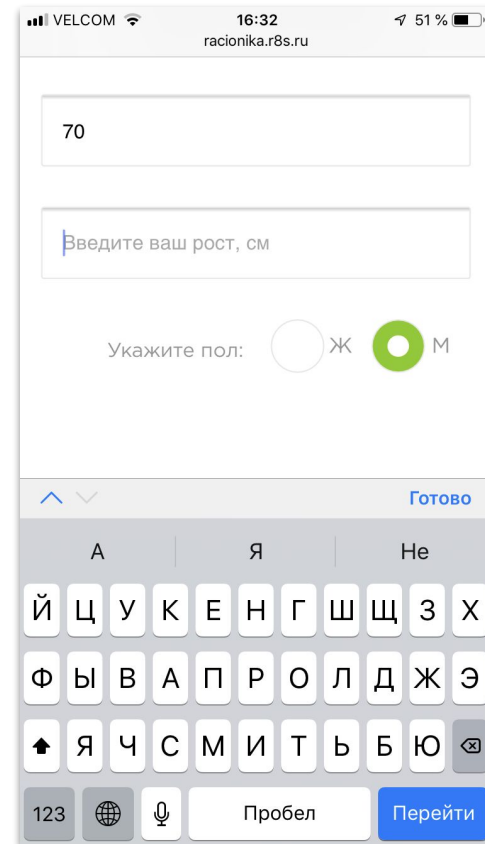 VELCOM 16:32 51 %
racionika.r8s.ru
70
Введите ваш рост, см
Укажите пол: Ж М
Готово
А Я Не
Й Ц У К Е Н Г Ш Щ З Х
Ф Ы В А П Р О Л Д Ж Э
Я Ч С М И Т Ь Б Ю
123 Пробел Перейти